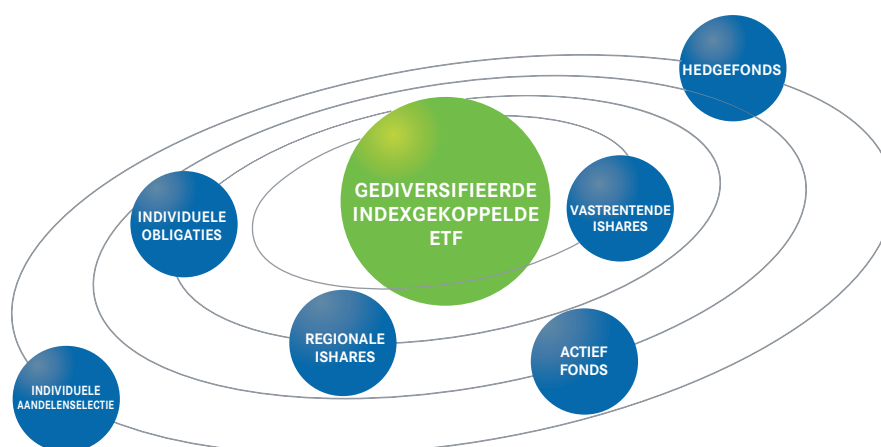 HEDGEFONDS
GEDIVERSIFIEERDE
INDEXGEKOPPELDE
ETF
INDIVIDUELE
OBLIGATIES
VASTRENTENDE
ISHARES
REGIONALE
ISHARES
ACTIEF
FONDS
INDIVIDUELE
AANDELENSELECTIE